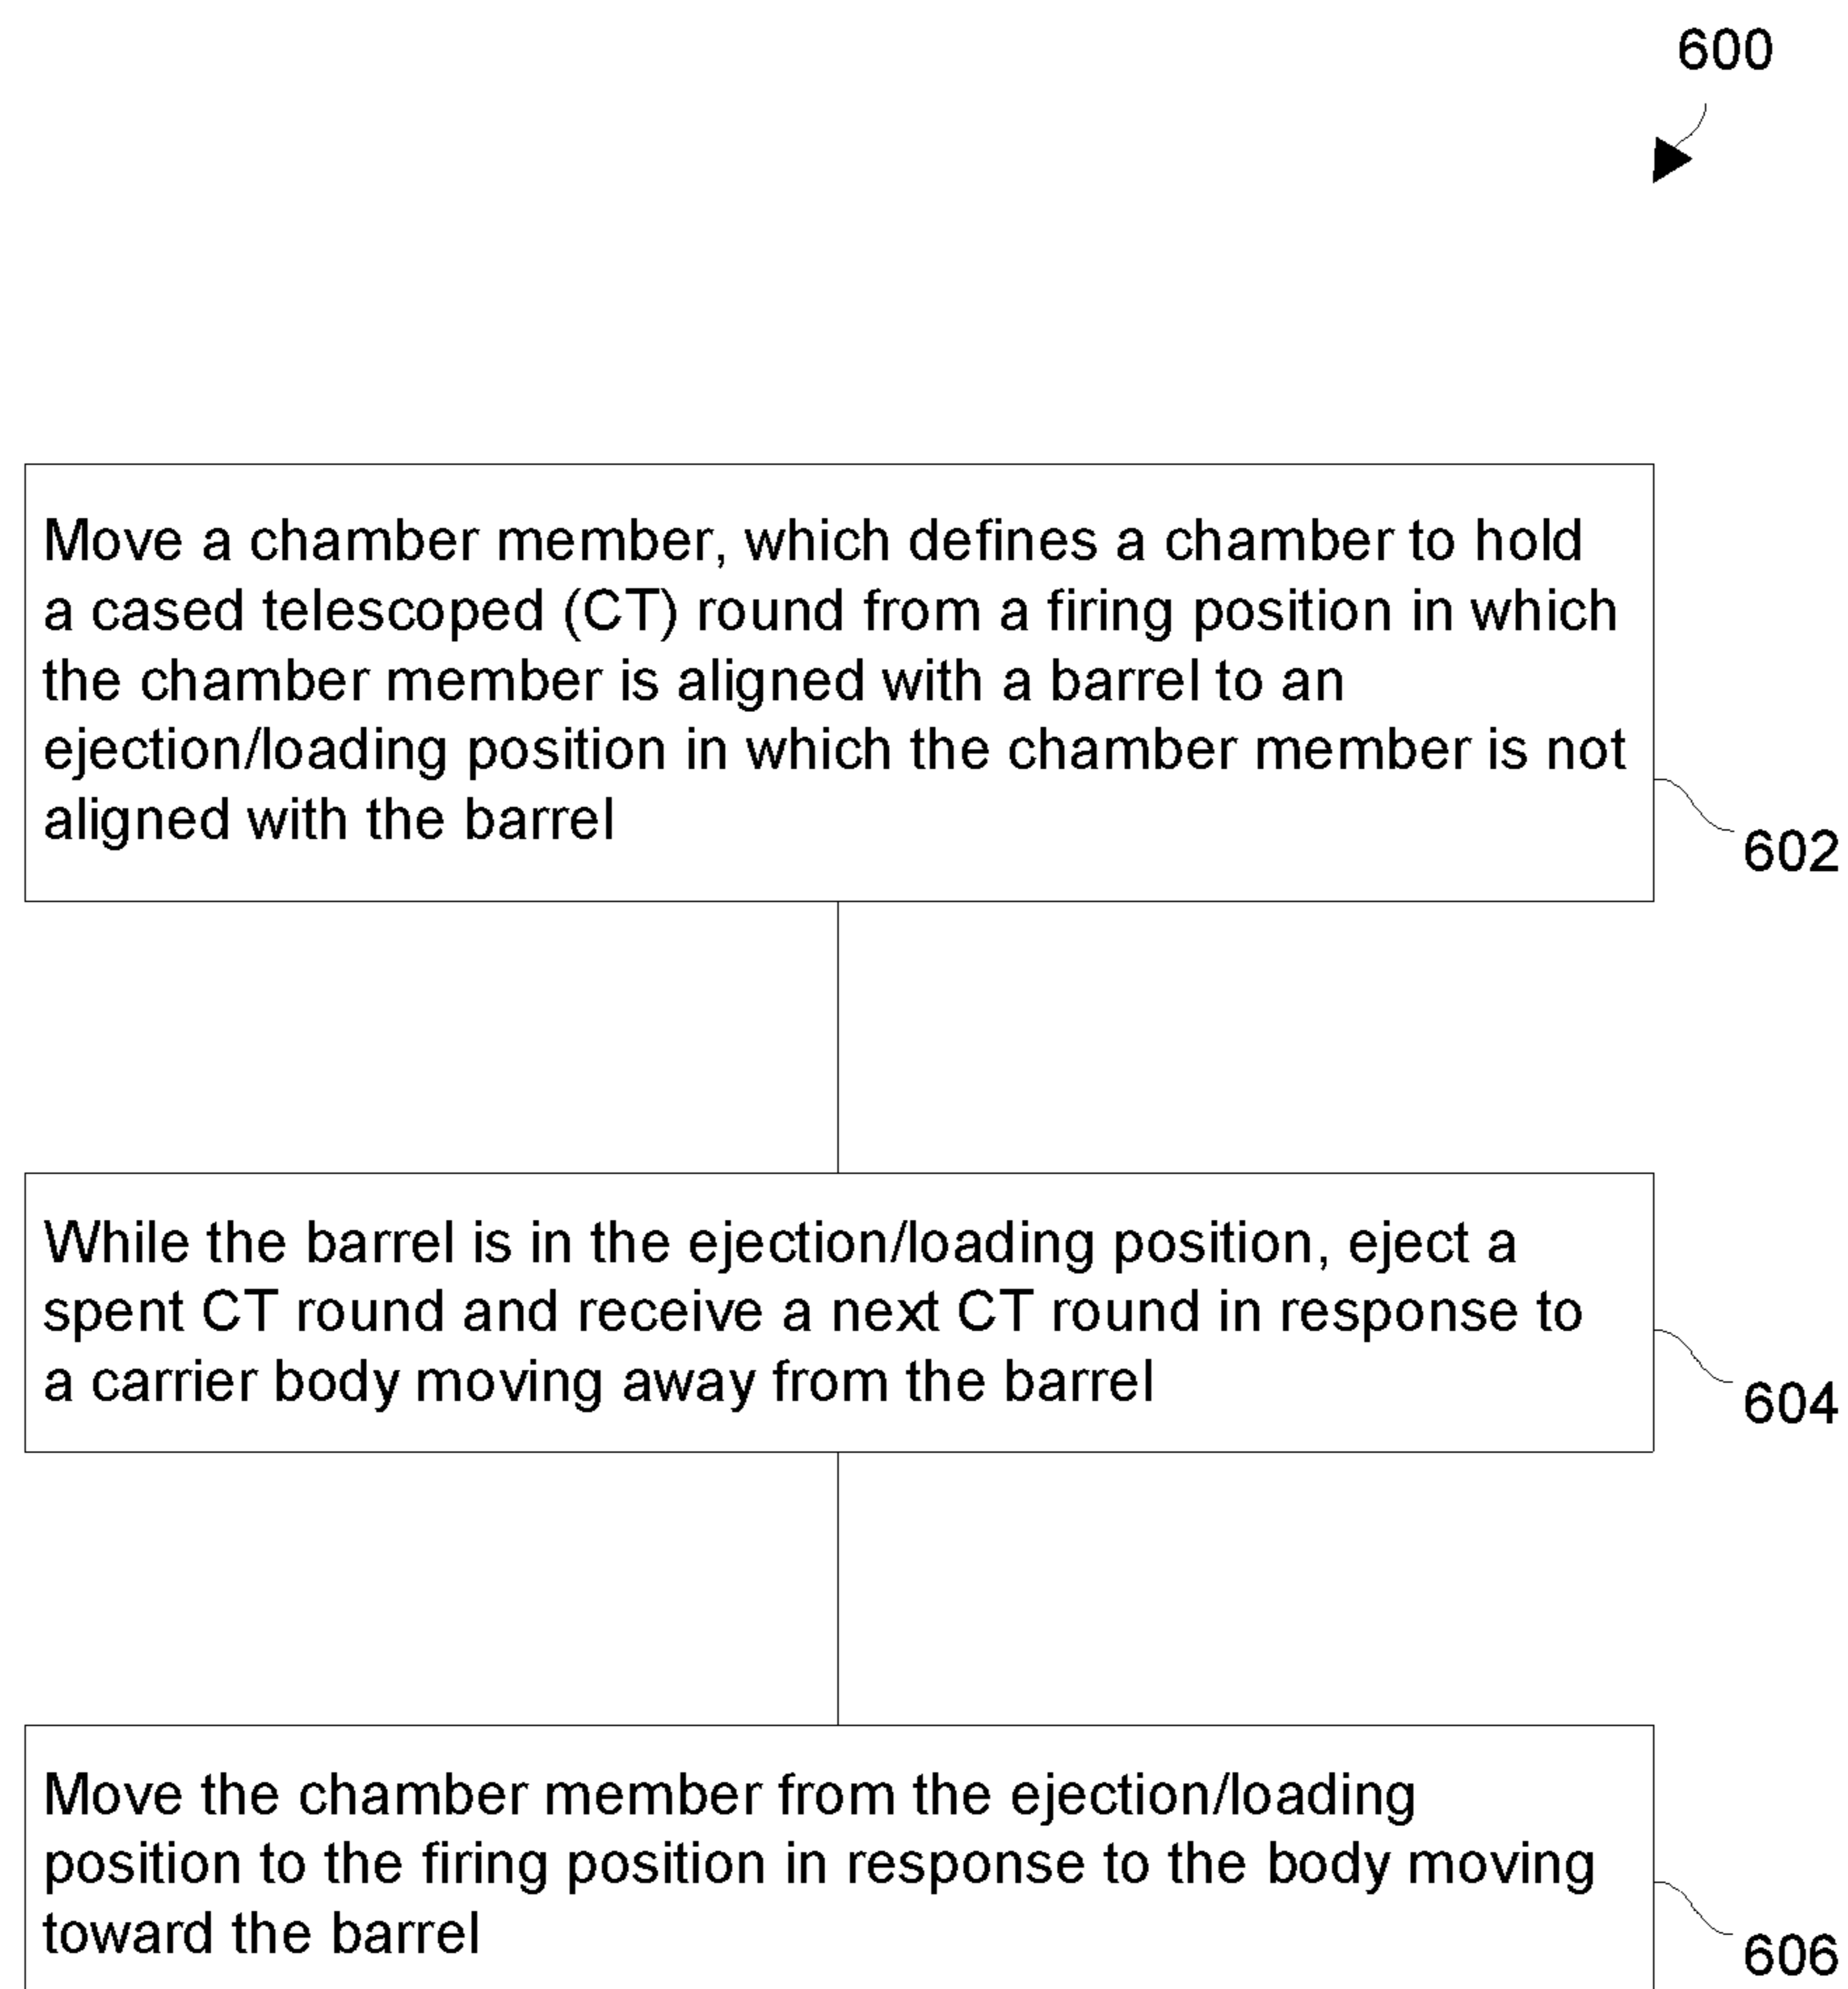 600
Move a chamber member, which defines a chamber to hold
a cased telescoped (CT) round from a firing position in which
the chamber member is aligned with a barrel to an
ejection/loading position in which the chamber member is not
aligned with the barrel
602
While the barrel is in the ejection/loading position, eject a
spent CT round and receive a next CT round in response to
a carrier body moving away from the barrel
604
Move the chamber member from the ejection/loading
position to the firing position in response to the body moving
toward the barrel
606